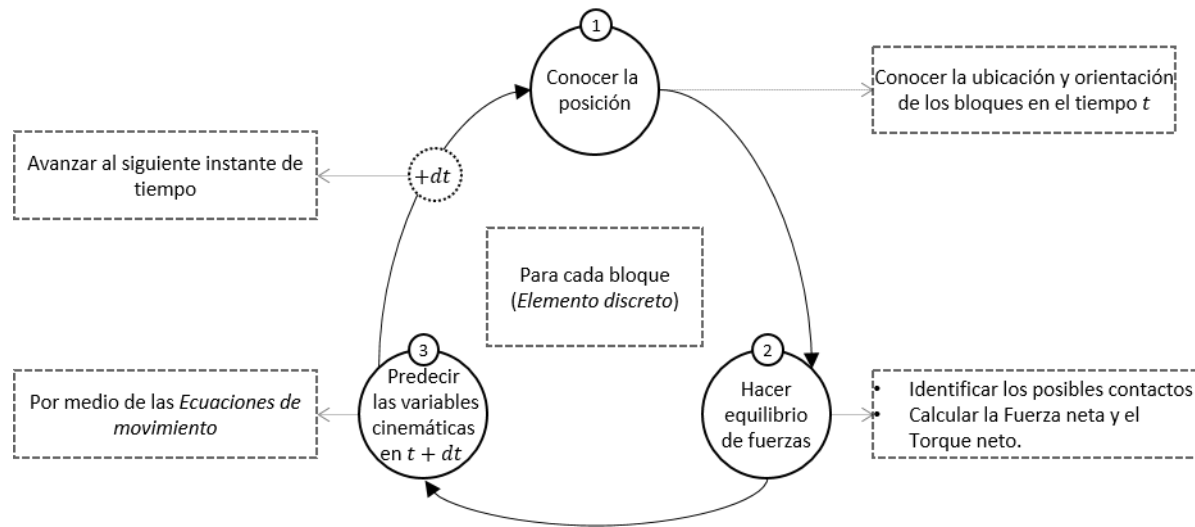 1
Conocer la
posición
Conocer la ubicación y orientación
de los bloques en el tiempo t
Avanzar al siguiente instante de
tiempo
+dt
Para cada bloque
(Elemento discreto)
3
Predecir
las variables
cinemáticas
en t + dt
Por medio de las Ecuaciones de
movimiento
2
Hacer
equilibrio
de fuerzas
• Identificar los posibles contactos
• Calcular la Fuerza neta y el
Torque neto.